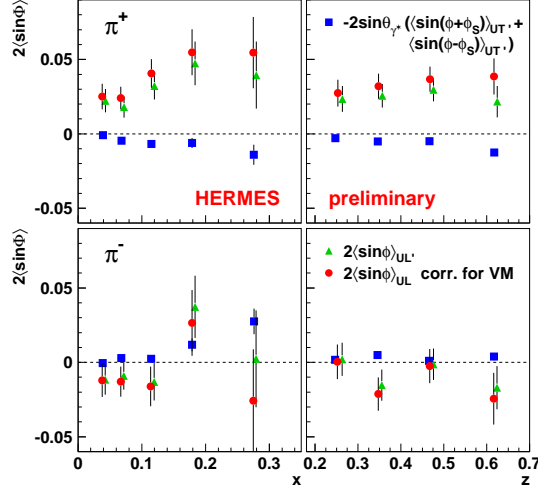 2⟨sinΦ⟩
π+
-2sinθγ*(⟨sin(ϕ+ϕS)⟩UT' +
⟨sin(ϕ-ϕS)⟩UT')
0.05
0
-0.05
HERMES
preliminary
2⟨sinΦ⟩
π-
2⟨sinϕ⟩UL'
2⟨sinϕ⟩UL corr. for VM
0.05
0
-0.05
0 0.1 0.2 0.3
x
0.2 0.3 0.4 0.5 0.6 0.7
z